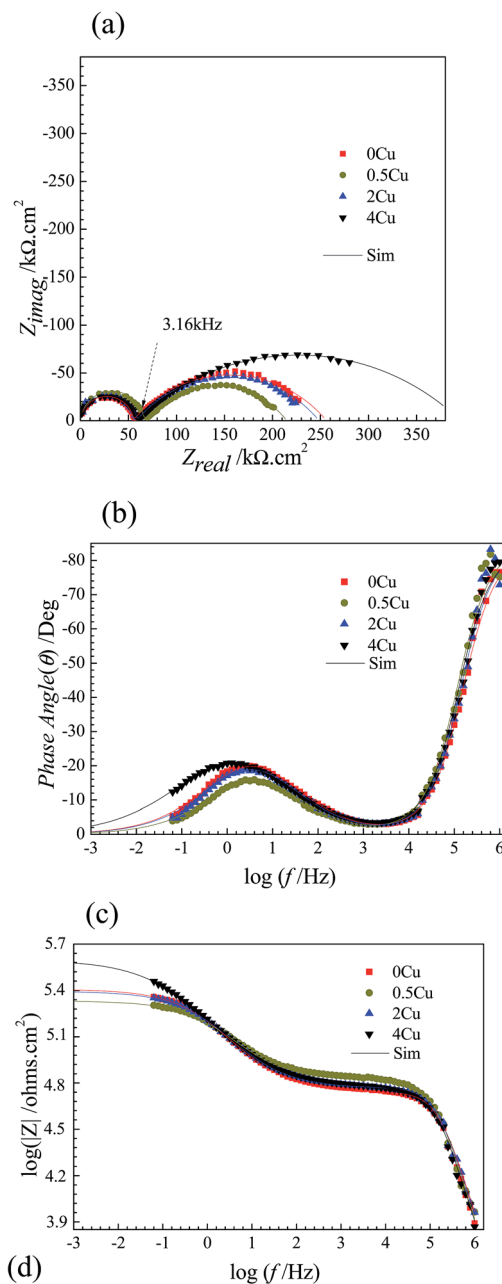 (a)
-350
-300
-250
-200
-150
-100
-50
0
Z_imag /kΩ.cm²
0Cu
0.5Cu
2Cu
4Cu
Sim
3.16kHz
0 50 100 150 200 250 300 350
Z_real /kΩ.cm²
(b)
-80
-70
-60
-50
-40
-30
-20
-10
0
Phase Angle(θ) /Deg
0Cu
0.5Cu
2Cu
4Cu
Sim
-3 -2 -1 0 1 2 3 4 5 6
log (f /Hz)
(c)
5.7
5.4
5.1
4.8
4.5
4.2
3.9
log(|Z| /ohms.cm²)
0Cu
0.5Cu
2Cu
4Cu
Sim
-3 -2 -1 0 1 2 3 4 5 6
log (f /Hz)
(d)